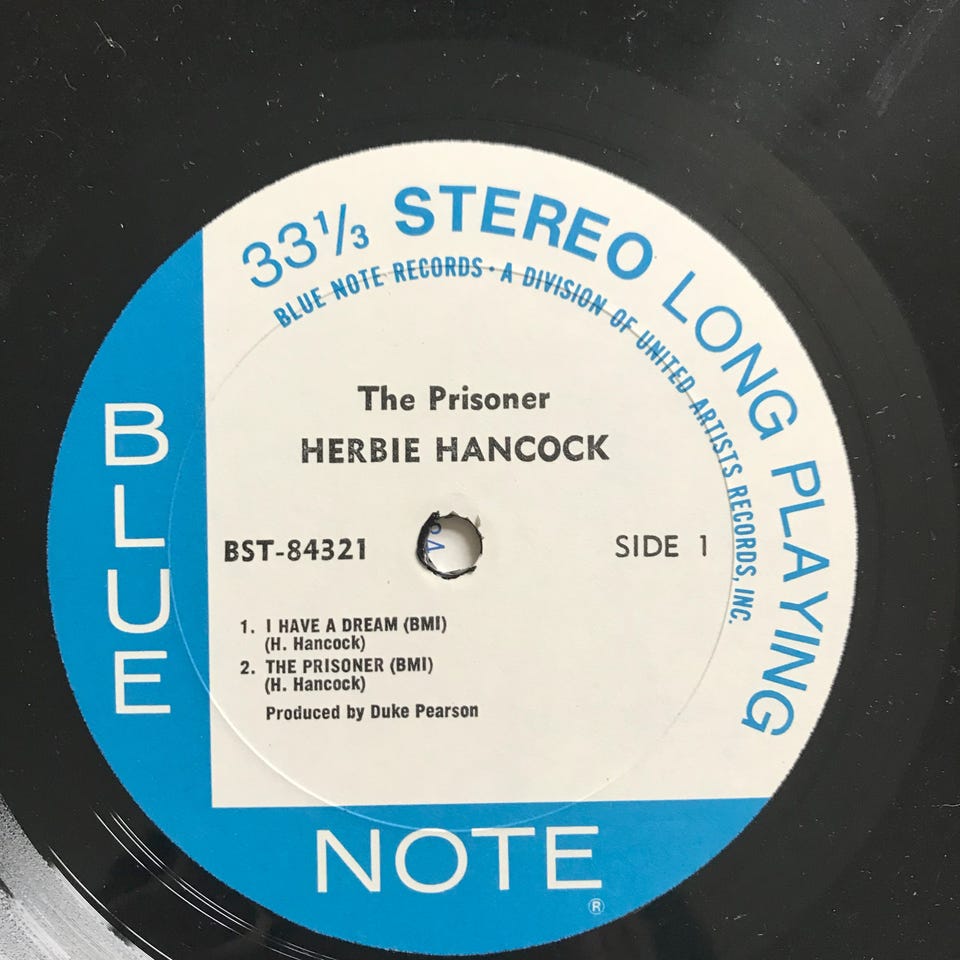 33⅓ STEREO LONG PLAYING
BLUE NOTE RECORDS • A DIVISION OF UNITED ARTISTS RECORDS, INC.
The Prisoner
HERBIE HANCOCK
BST-84321
SIDE 1
1. I HAVE A DREAM (BMI)
(H. Hancock)
2. THE PRISONER (BMI)
(H. Hancock)
Produced by Duke Pearson
BLUE
NOTE ®